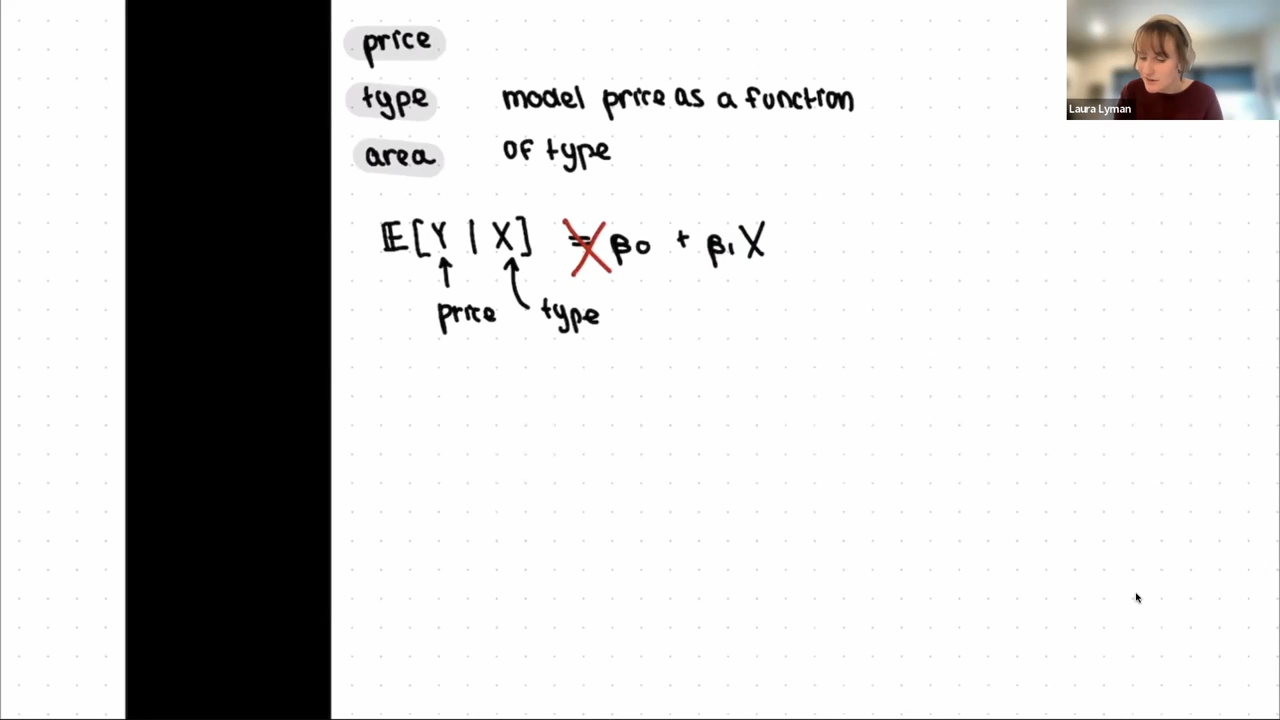 price
type model price as a function
area of type
𝔼[Y | X] = β0 + β1X
price type
Laura Lyman